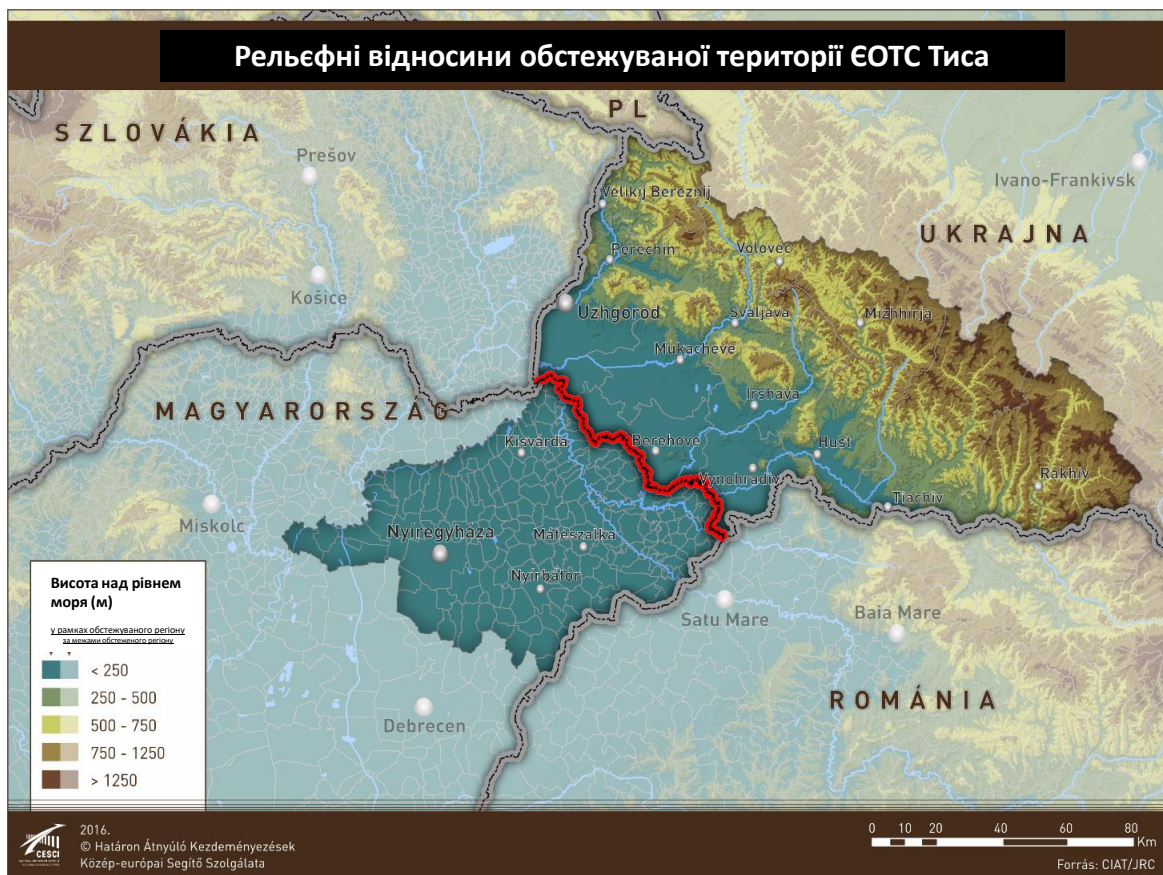 Рельєфні відносини обстежуваної території ЄОТС Тиса
PL
SZLOVÁKIA
Prešov
Ivano-Frankivsk
Velikij Bereznij
UKRAJNA
Perechin
Volovec
Košice
Uzhgorod
Svaljava
Mizhhirja
Mukacheve
MAGYARORSZÁG
Irshava
Kisvárda
Berehove
Hust
Vynohradiv
Rakhiv
Tiachiv
Miskolc
Nyíregyháza
Mátészalka
Nyírbátor
Satu Mare
Baia Mare
ROMÁNIA
Debrecen
Висота над рівнем
моря (м)
у рамках обстежуваного регіону
за межами обстеженого регіону
< 250
250 - 500
500 - 750
750 - 1250
> 1250
CESCI
2016.
© Határon Átnyúló Kezdeményezések
Közép-európai Segítő Szolgálata
0 10 20 40 60 80
Km
Forrás: CIAT/JRC